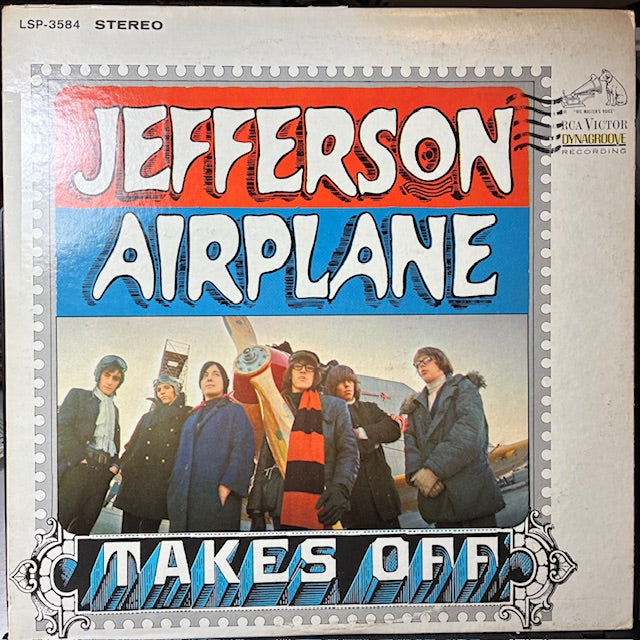 LSP-3584 STEREO
JEFFERSON
AIRPLANE
"HIS MASTER'S VOICE"
RCA VICTOR
DYNAGROOVE
RECORDING
TAKES OFF